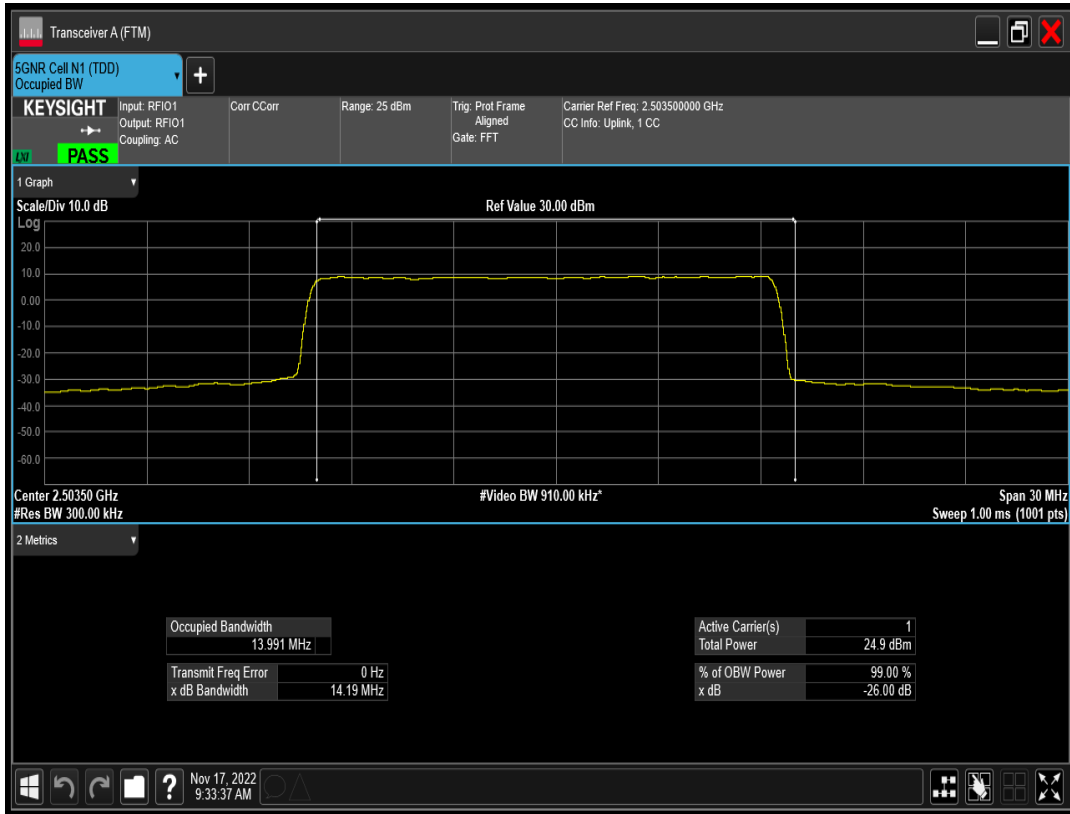 Transceiver A (FTM)
5GNR Cell N1 (TDD)
Occupied BW
+
KEYSIGHT
LXI
PASS
Input: RFIO1
Output: RFIO1
Coupling: AC
Corr CCorr
Range: 25 dBm
Trig: Prot Frame
Aligned
Gate: FFT
Carrier Ref Freq: 2.503500000 GHz
CC Info: Uplink, 1 CC
1 Graph
Scale/Div 10.0 dB
Ref Value 30.00 dBm
Log
20.0
10.0
0.00
-10.0
-20.0
-30.0
-40.0
-50.0
-60.0
Center 2.50350 GHz
#Video BW 910.00 kHz*
Span 30 MHz
#Res BW 300.00 kHz
Sweep 1.00 ms (1001 pts)
2 Metrics
Occupied Bandwidth
13.991 MHz
Transmit Freq Error 0 Hz
x dB Bandwidth 14.19 MHz
Active Carrier(s) 1
Total Power 24.9 dBm
% of OBW Power 99.00 %
x dB -26.00 dB
?
Nov 17, 2022
9:33:37 AM